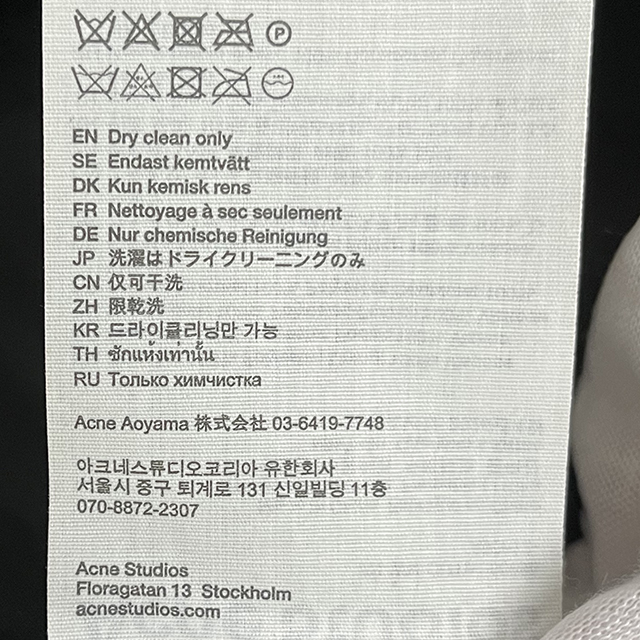 P
EN Dry clean only
SE Endast kemtvätt
DK Kun kemisk rens
FR Nettoyage à sec seulement
DE Nur chemische Reinigung
JP 洗濯はドライクリーニングのみ
CN 仅可干洗
ZH 限乾洗
KR 드라이클리닝만 가능
TH ซักแห้งเท่านั้น
RU Только химчистка
Acne Aoyama 株式会社 03-6419-7748
아크네스튜디오코리아 유한회사
서울시 중구 퇴계로 131 신일빌딩 11층
070-8872-2307
Acne Studios
Floragatan 13 Stockholm
acnestudios.com